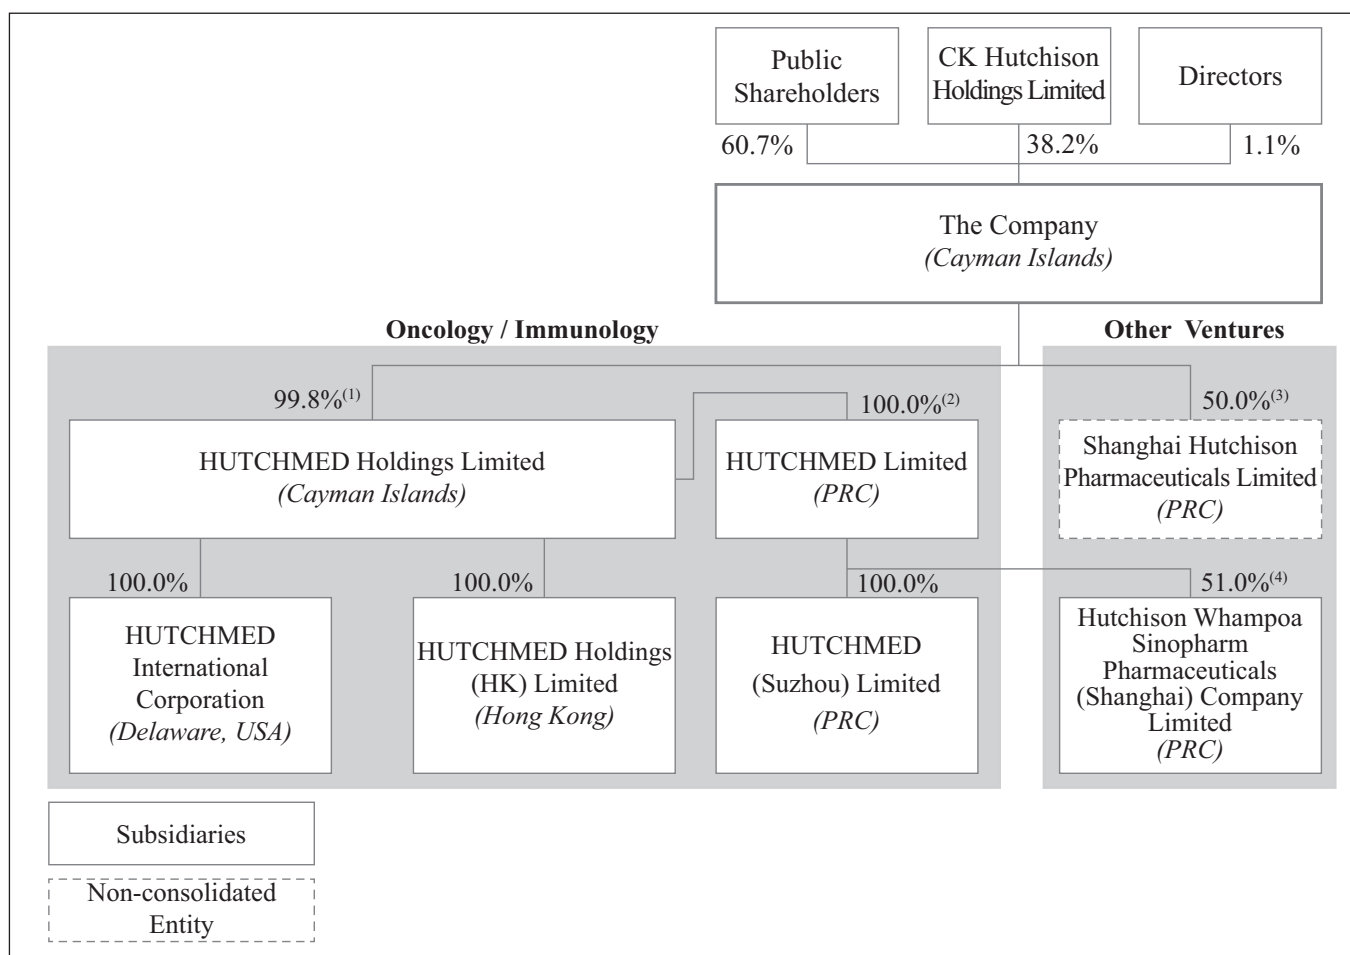 Public
Shareholders
CK Hutchison
Holdings Limited
Directors
60.7%
38.2%
1.1%
The Company
(Cayman Islands)
Oncology / Immunology
Other Ventures
99.8%(1)
100.0%(2)
50.0%(3)
HUTCHMED Holdings Limited
(Cayman Islands)
HUTCHMED Limited
(PRC)
Shanghai Hutchison
Pharmaceuticals Limited
(PRC)
100.0%
100.0%
100.0%
51.0%(4)
HUTCHMED
International
Corporation
(Delaware, USA)
HUTCHMED Holdings
(HK) Limited
(Hong Kong)
HUTCHMED
(Suzhou) Limited
(PRC)
Hutchison Whampoa
Sinopharm
Pharmaceuticals
(Shanghai) Company
Limited
(PRC)
Subsidiaries
Non-consolidated
Entity